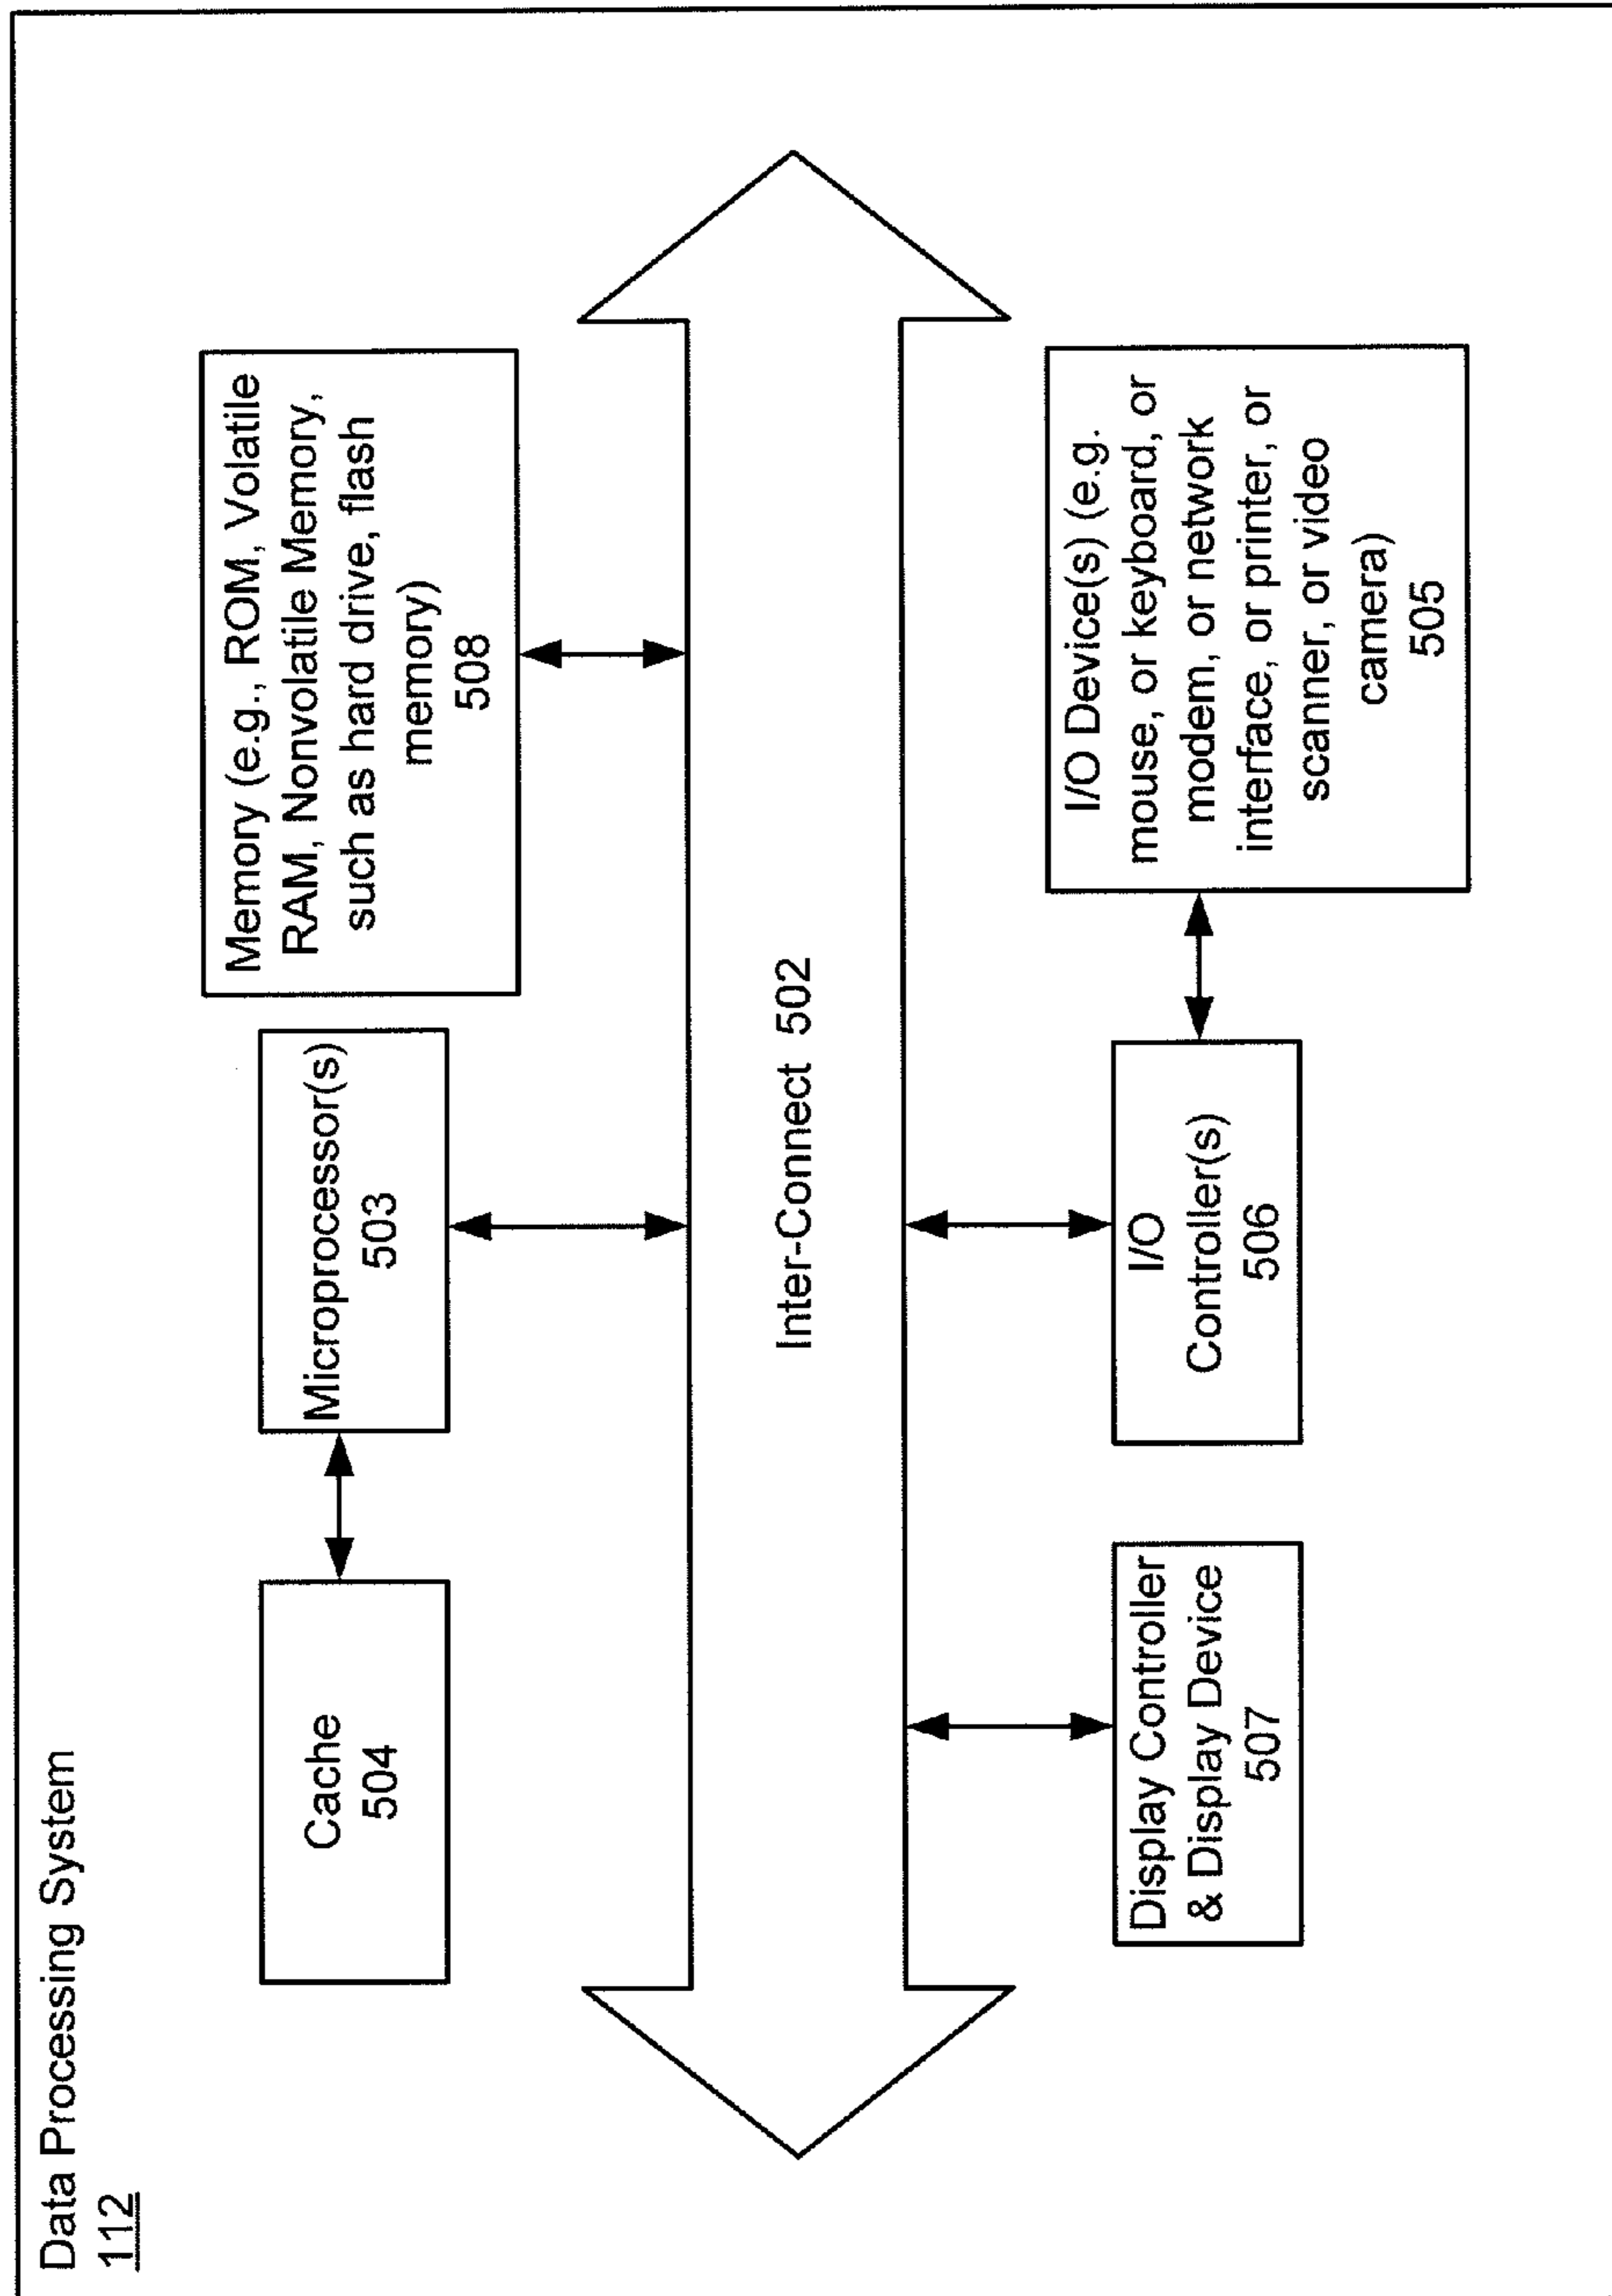 Data Processing System
112
Cache
504
Microprocessor(s)
503
Memory (e.g., ROM, Volatile
RAM, Nonvolatile Memory,
such as hard drive, flash
memory)
508
Inter-Connect 502
Display Controller
& Display Device
507
I/O
Controller(s)
506
I/O Device(s) (e.g.
mouse, or keyboard, or
modem, or network
interface, or printer, or
scanner, or video
camera)
505